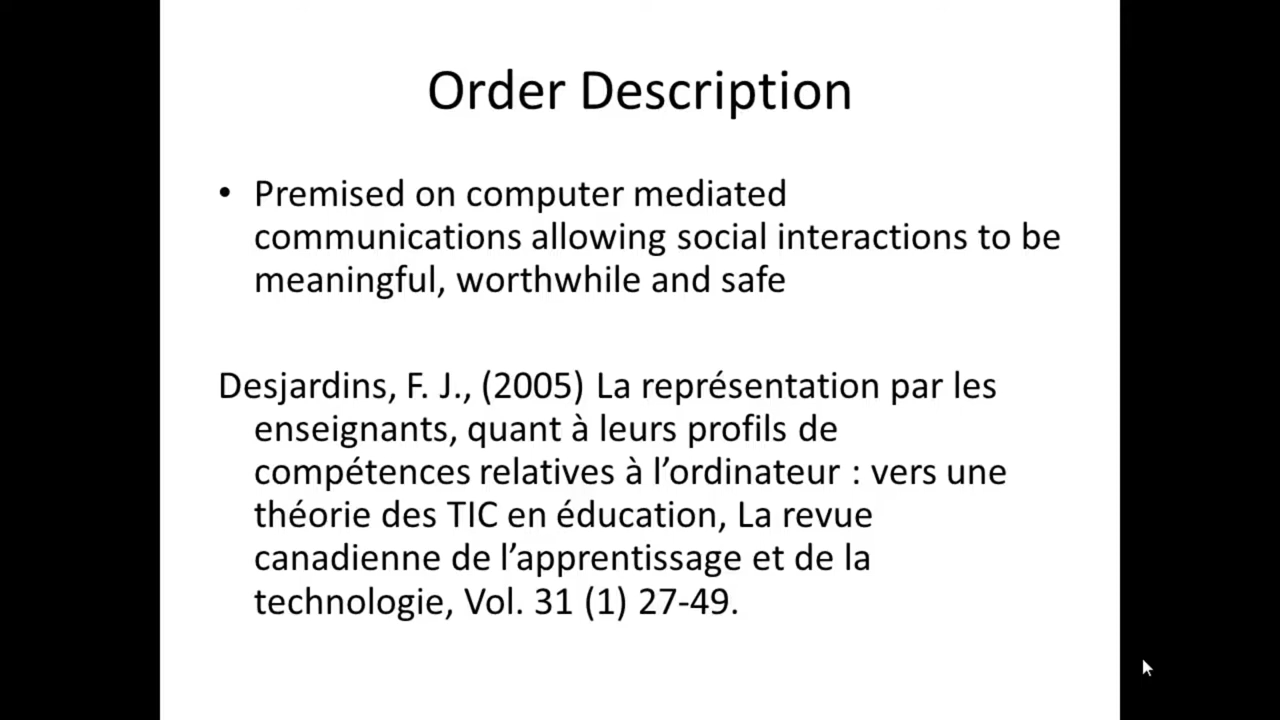 Order Description
• Premised on computer mediated
communications allowing social interactions to be
meaningful, worthwhile and safe
Desjardins, F. J., (2005) La représentation par les
enseignants, quant à leurs profils de
compétences relatives à l’ordinateur : vers une
théorie des TIC en éducation, La revue
canadienne de l’apprentissage et de la
technologie, Vol. 31 (1) 27-49.